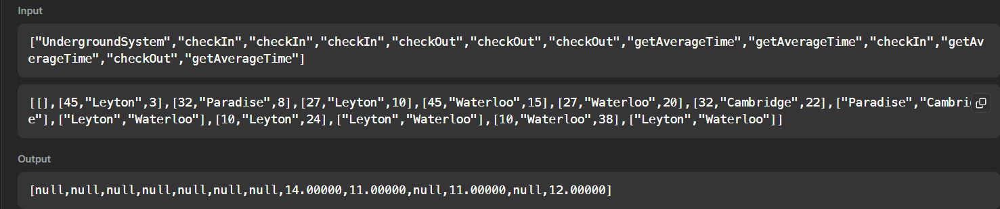 Input
["UndergroundSystem","checkIn","checkIn","checkIn","checkOut","checkOut","checkOut","getAverageTime","getAverageTime","checkIn","getAv
erageTime","checkOut","getAverageTime"]
[[],[45,"Leyton",3],[32,"Paradise",8],[27,"Leyton",10],[45,"Waterloo",15],[27,"Waterloo",20],[32,"Cambridge",22],["Paradise","Cambri
e"],["Leyton","Waterloo"],[10,"Leyton",24],["Leyton","Waterloo"],[10,"Waterloo",38],["Leyton","Waterloo"]]
Output
[null,null,null,null,null,null,null,14.00000,11.00000,null,11.00000,null,12.00000]